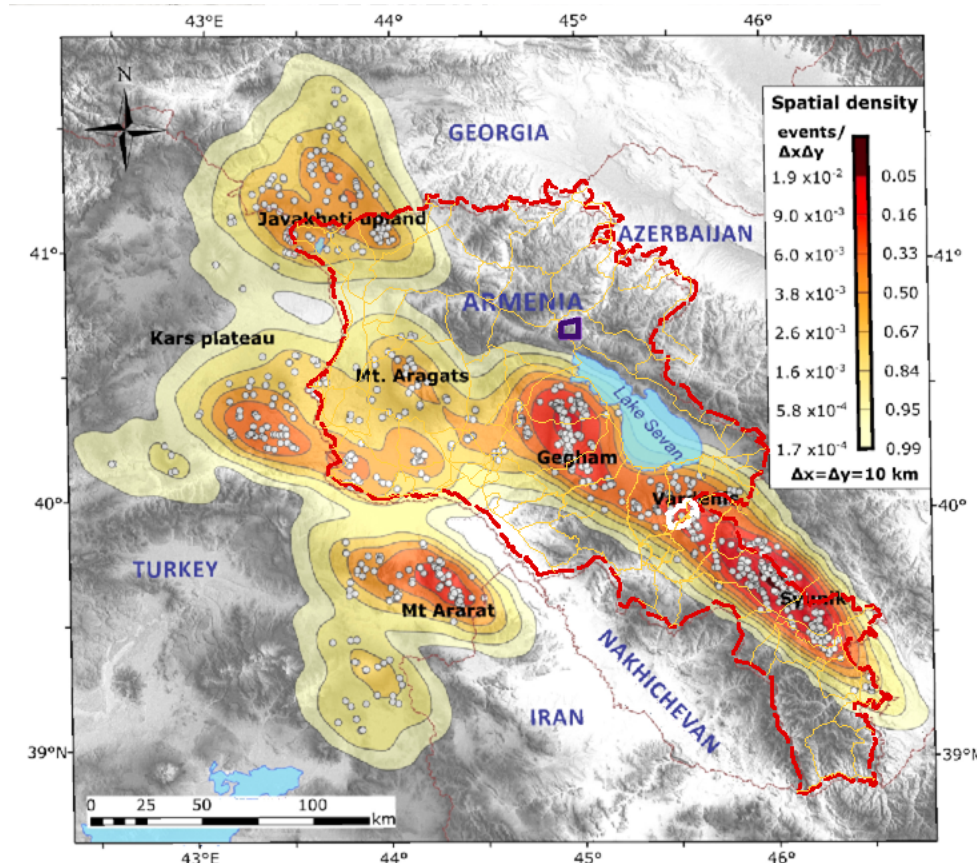 43°E 44° 45° 46°
N
GEORGIA
Spatial density
events/
ΔxΔy
1.9 x10⁻² 0.05
9.0 x10⁻³ 0.16
6.0 x10⁻³ 0.33
3.8 x10⁻³ 0.50
2.6 x10⁻³ 0.67
1.6 x10⁻³ 0.84
5.8 x10⁻⁴ 0.95
1.7 x10⁻⁴ 0.99
Δx=Δy=10 km
Javakheti upland
AZERBAIJAN
41° 41°
ARMENIA
Kars plateau
Mt. Aragats
Lake Sevan
Gegham
Vardenis
40° 40°
TURKEY
Syunik
Mt Ararat
NAKHICHEVAN
IRAN
39°N 39°N
0 25 50 100
km
43°E 44° 45° 46°